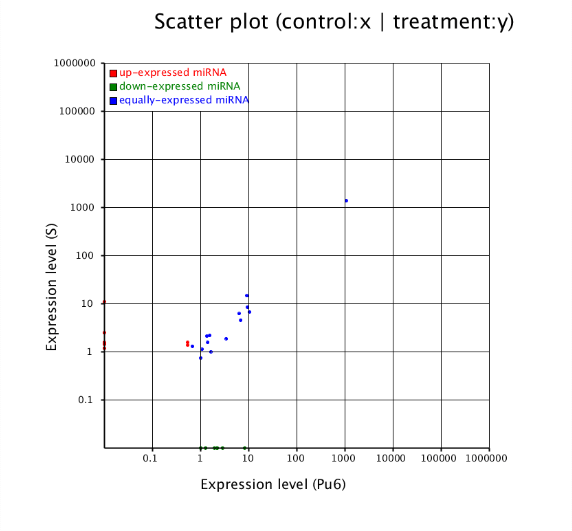 Scatter plot (control:x | treatment:y)
up-expressed miRNA
down-expressed miRNA
equally-expressed miRNA
1000000
100000
10000
1000
100
10
1
0.1
Expression level (S)
0.1 1 10 100 1000 10000 100000 1000000
Expression level (Pu6)